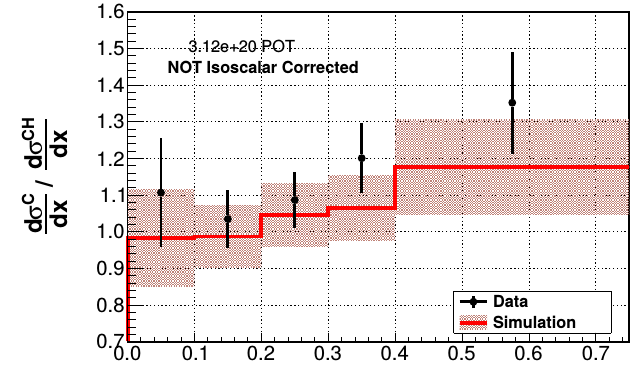 1.6
1.5
1.4
1.3
1.2
1.1
1.0
0.9
0.8
0.7
dσ^C/dx / dσ^CH/dx
3.12e+20 POT
NOT Isoscalar Corrected
Data
Simulation
0.0 0.1 0.2 0.3 0.4 0.5 0.6 0.7